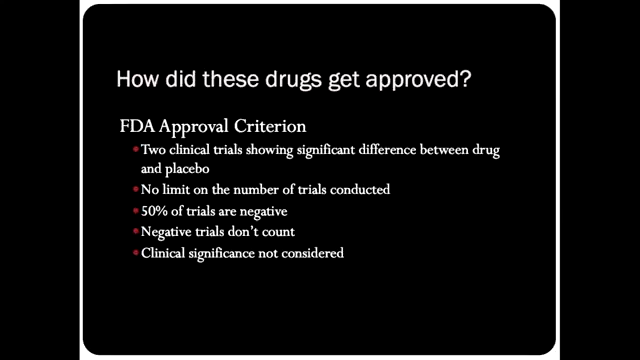 How did these drugs get approved?
FDA Approval Criterion
Two clinical trials showing significant difference between drug
and placebo
No limit on the number of trials conducted
50% of trials are negative
Negative trials don't count
Clinical significance not considered